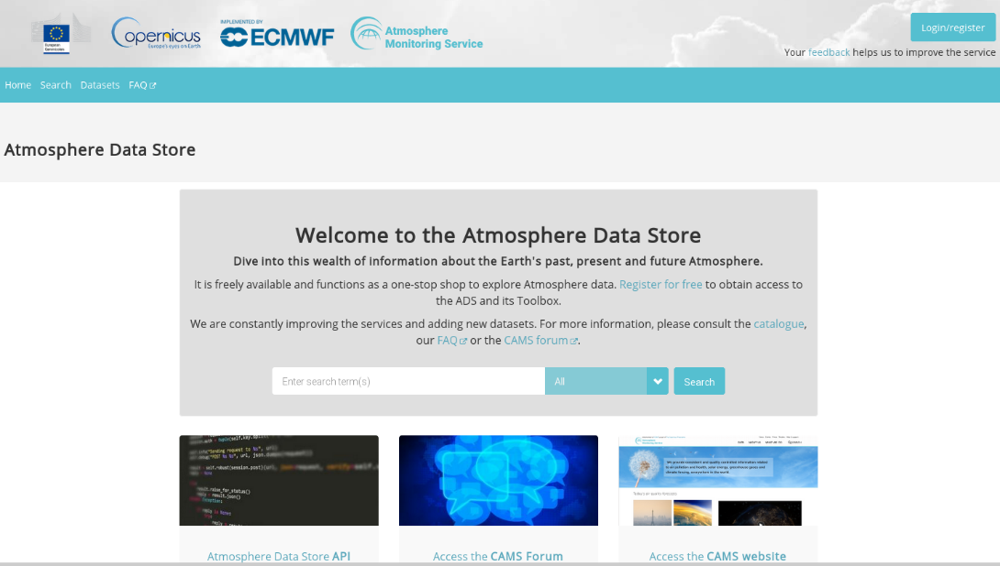 European
Commission
opernicus
Europe's eyes on Earth
IMPLEMENTED BY
ECMWF
Atmosphere
Monitoring Service
Login/register
Your feedback helps us to improve the service
Home Search Datasets FAQ
Atmosphere Data Store
Welcome to the Atmosphere Data Store
Dive into this wealth of information about the Earth's past, present and future Atmosphere.
It is freely available and functions as a one-stop shop to explore Atmosphere data. Register for free to obtain access to
the ADS and its Toolbox.
We are constantly improving the services and adding new datasets. For more information, please consult the catalogue,
our FAQ or the CAMS forum.
Enter search term(s) All Search
Atmosphere Data Store API
Access the CAMS Forum
Access the CAMS website